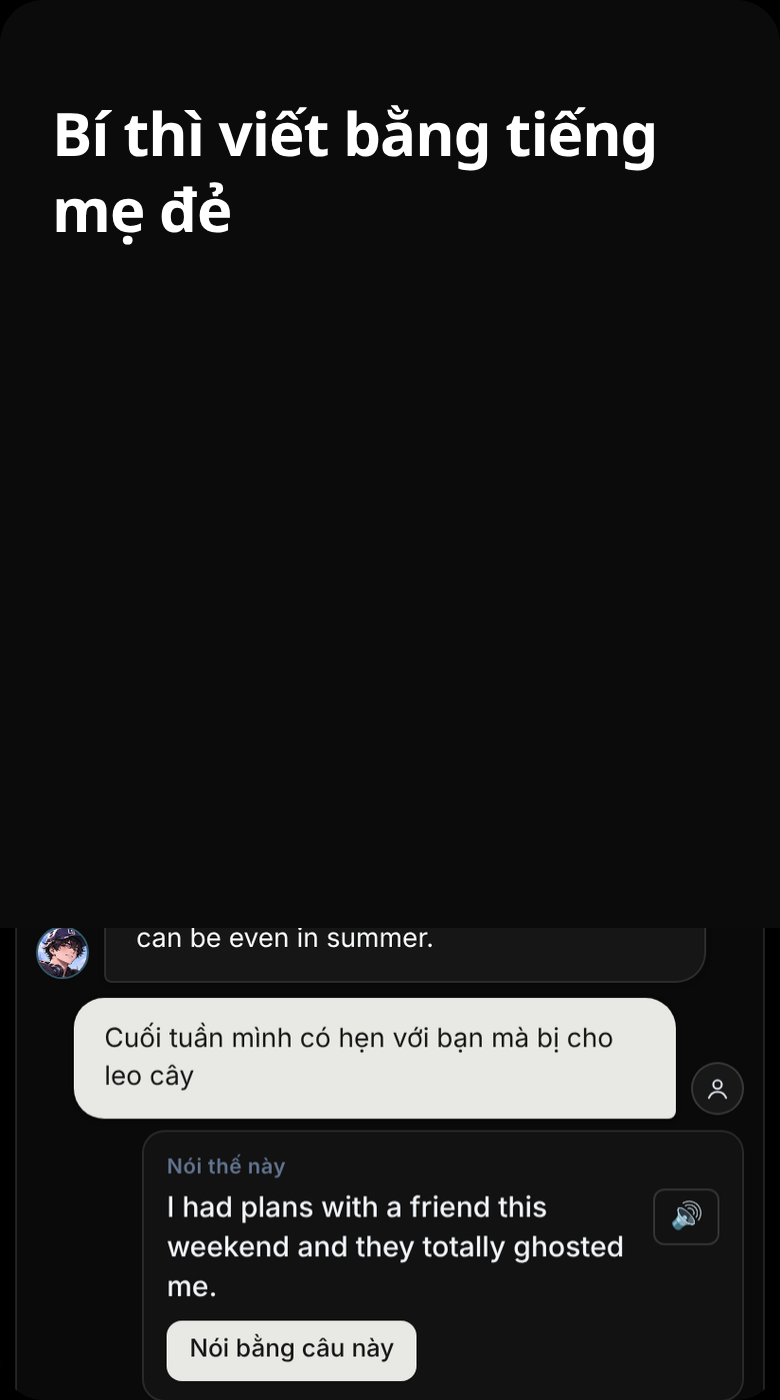 Bí thì viết bằng tiếng
mẹ đẻ
can be even in summer.
Cuối tuần mình có hẹn với bạn mà bị cho
leo cây
Nói thế này
I had plans with a friend this
weekend and they totally ghosted
me.
Nói bằng câu này